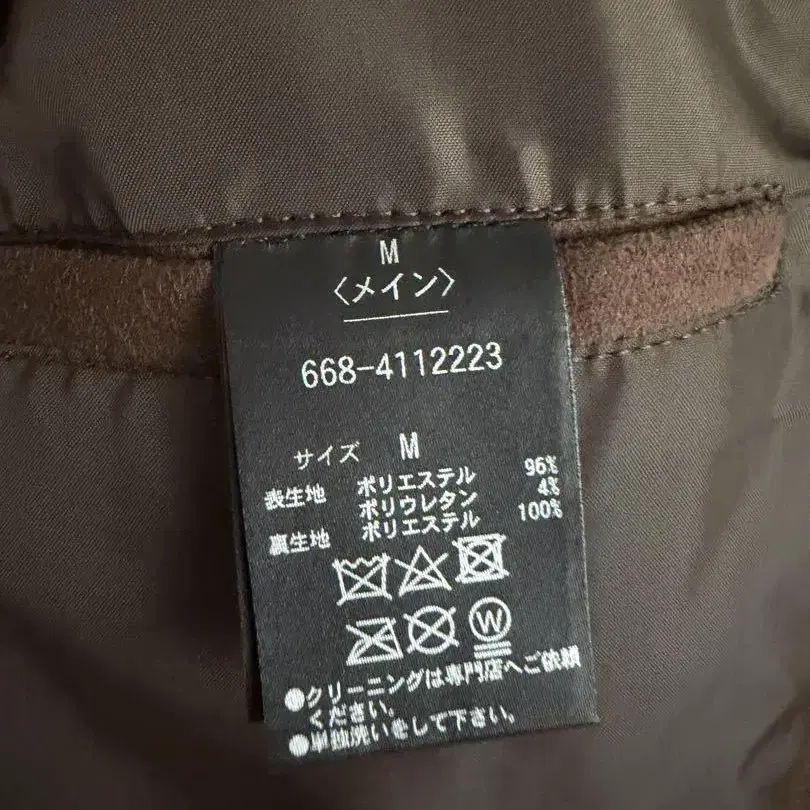 M
〈メイン〉
668-4112223
サイズ M
表生地 ポリエステル 96%
ポリウレタン 4%
裏生地 ポリエステル 100%
W
●クリーニングは専門店へご依頼
ください。
●単独洗いをして下さい。